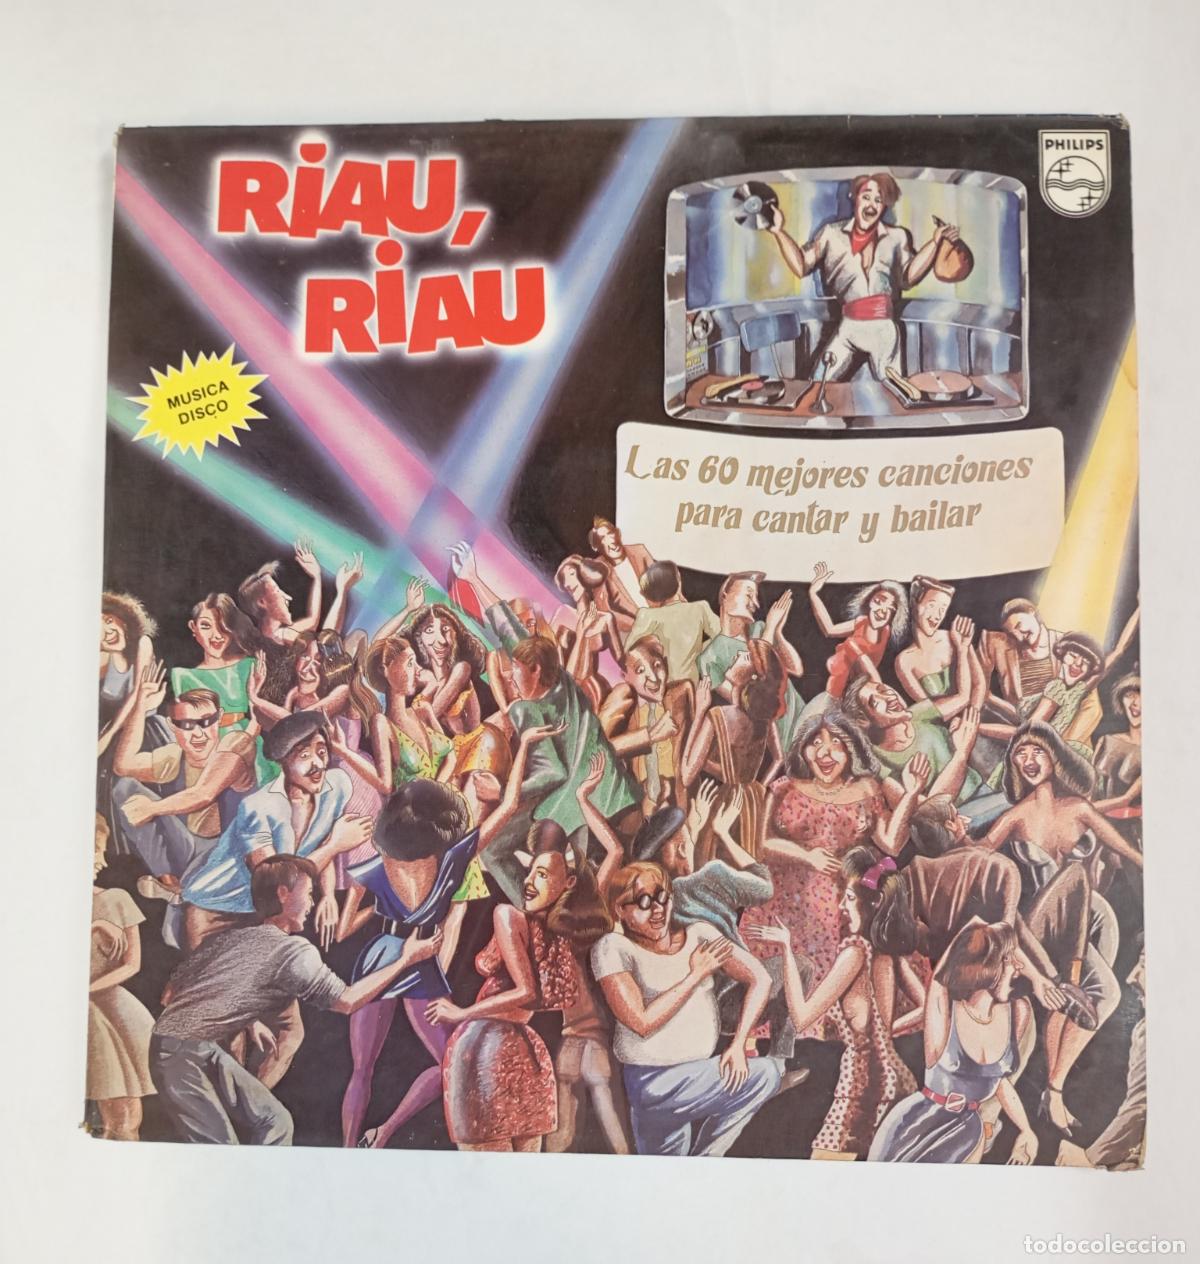 RiAU,
RiAU
PHILIPS
MUSICA
DISCO
Las 60 mejores canciones
para cantar y bailar
todocoleccion